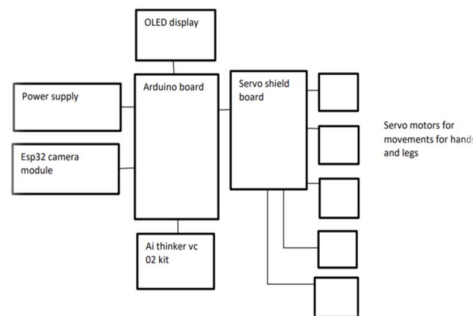 OLED display
Power supply
Arduino board
Servo shield
board
Servo motors for
movements for hands
and legs
Esp32 camera
module
Ai thinker vc
02 kit